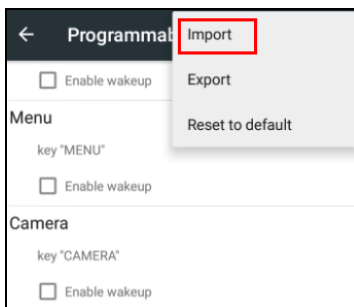 Programmab
Import
Enable wakeup
Export
Menu
Reset to default
key "MENU"
Enable wakeup
Camera
key "CAMERA"
Enable wakeup